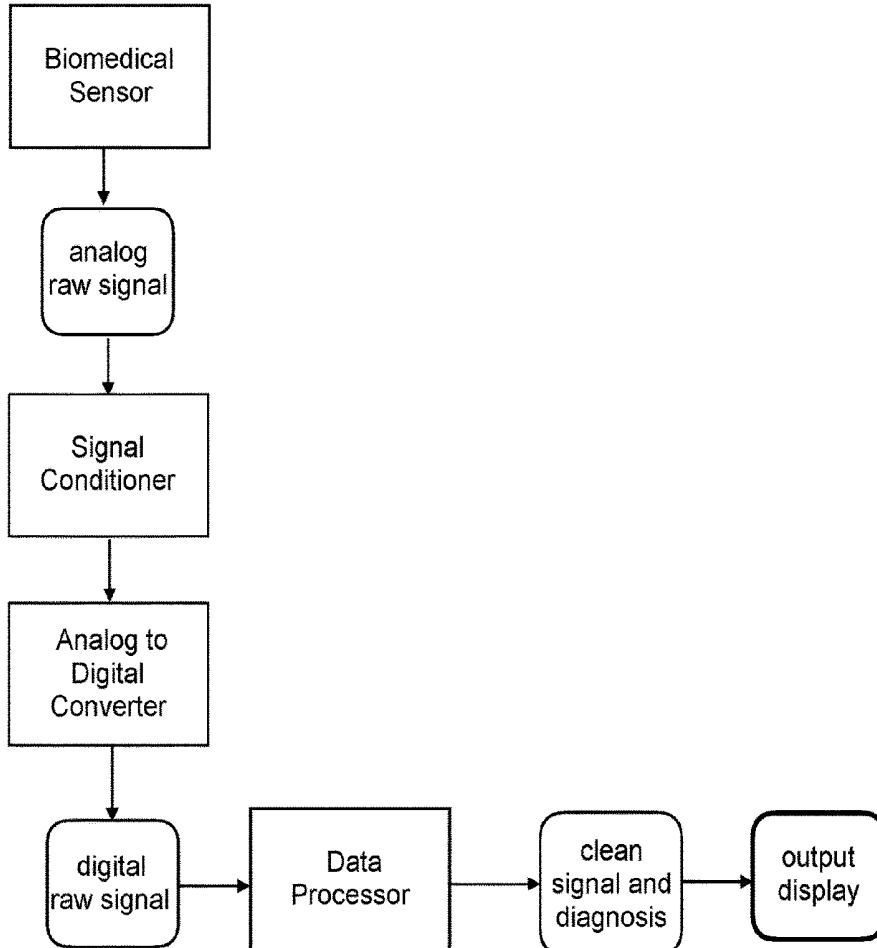 Biomedical
Sensor
analog
raw signal
Signal
Conditioner
Analog to
Digital
Converter
digital
raw signal
Data
Processor
clean
signal and
diagnosis
output
display